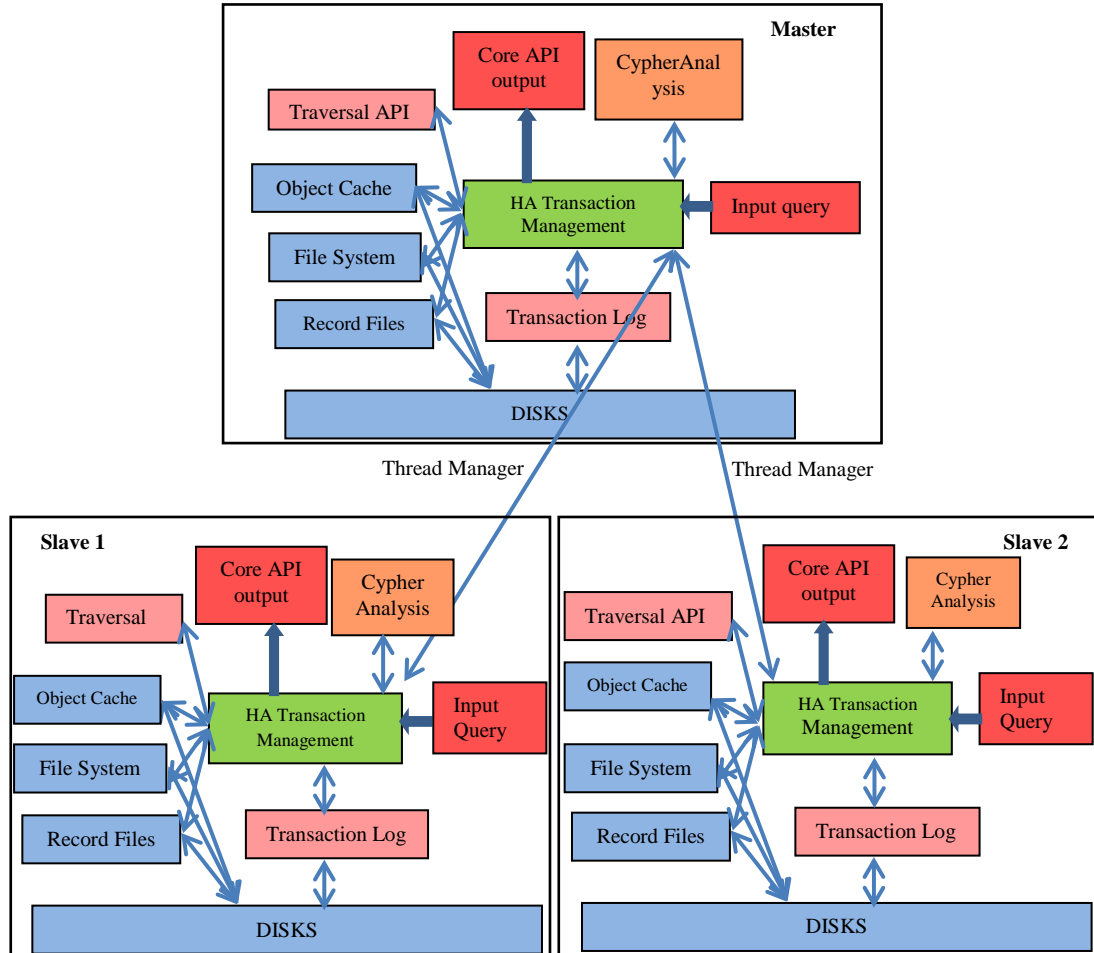 Master
Core API
output
CypherAnal
ysis
Traversal API
Object Cache
HA Transaction
Management
Input query
File System
Record Files
Transaction Log
DISKS
Thread Manager
Thread Manager
Slave 1
Core API
output
Cypher
Analysis
Traversal
Object Cache
HA Transaction
Management
Input
Query
File System
Record Files
Transaction Log
DISKS
Slave 2
Core API
output
Cypher
Analysis
Traversal API
Object Cache
HA Transaction
Management
Input
Query
File System
Record Files
Transaction Log
DISKS